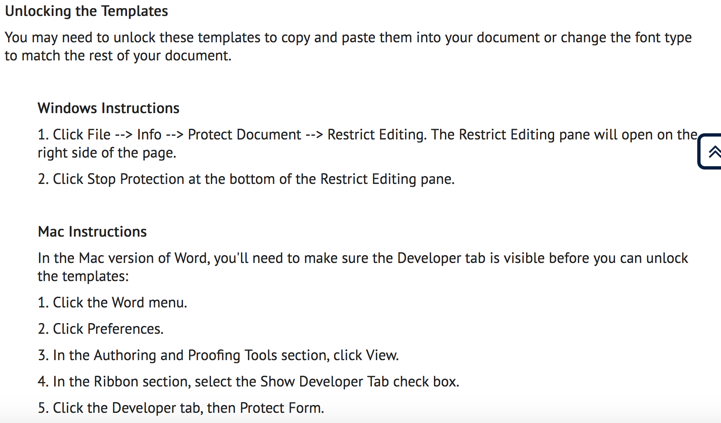 Unlocking the Templates
You may need to unlock these templates to copy and paste them into your document or change the font type
to match the rest of your document.
Windows Instructions
1. Click File --> Info --> Protect Document --> Restrict Editing. The Restrict Editing pane will open on the
right side of the page.
2. Click Stop Protection at the bottom of the Restrict Editing pane.
Mac Instructions
In the Mac version of Word, you'll need to make sure the Developer tab is visible before you can unlock
the templates:
1. Click the Word menu.
2. Click Preferences.
3. In the Authoring and Proofing Tools section, click View.
4. In the Ribbon section, select the Show Developer Tab check box.
5. Click the Developer tab, then Protect Form.